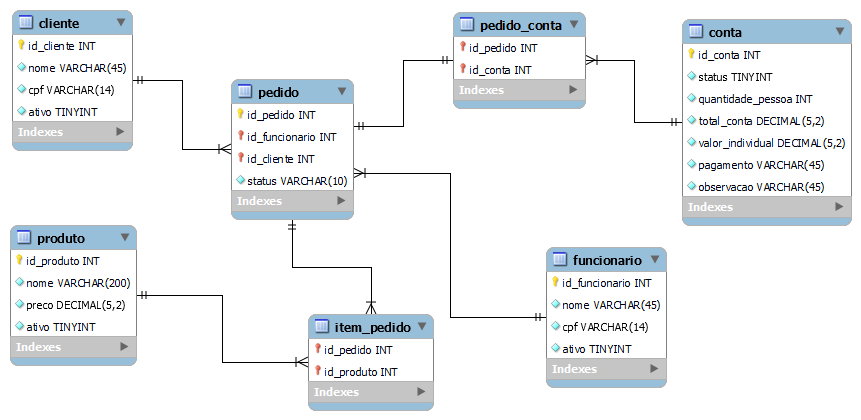 cliente
id_cliente INT
nome VARCHAR(45)
cpf VARCHAR(14)
ativo TINYINT
Indexes
pedido
id_pedido INT
id_funcionario INT
id_cliente INT
status VARCHAR(10)
Indexes
pedido_conta
id_pedido INT
id_conta INT
Indexes
conta
id_conta INT
status TINYINT
quantidade_pessoa INT
total_conta DECIMAL(5,2)
valor_individual DECIMAL(5,2)
pagamento VARCHAR(45)
observacao VARCHAR(45)
Indexes
produto
id_produto INT
nome VARCHAR(200)
preco DECIMAL(5,2)
ativo TINYINT
Indexes
item_pedido
id_pedido INT
id_produto INT
Indexes
funcionario
id_funcionario INT
nome VARCHAR(45)
cpf VARCHAR(14)
ativo TINYINT
Indexes